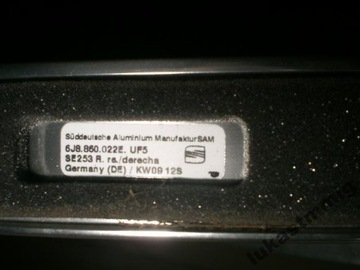 Süddeutsche Aluminium ManufakturSAM
6J8.860.022E. UF5
SE253 R. re./derecha
Germany (DE) / KW09 12S